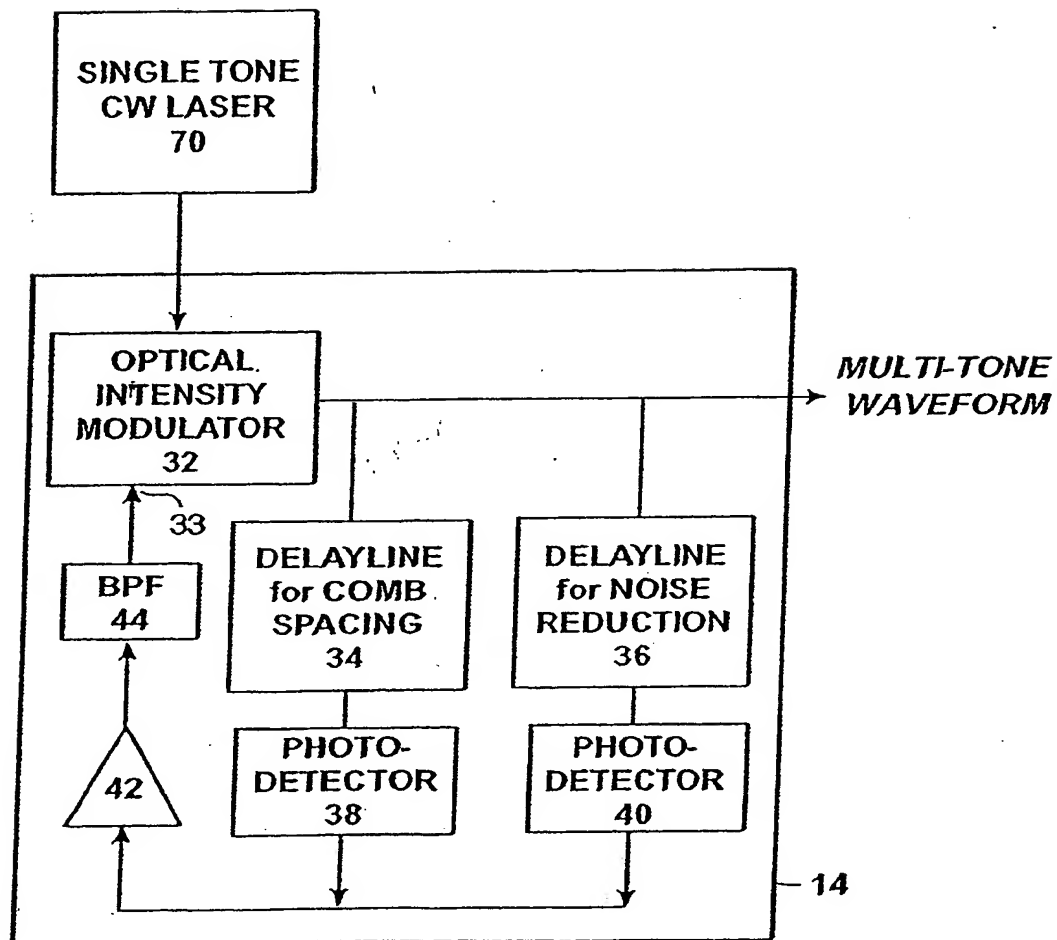 SINGLE TONE
CW LASER
70
OPTICAL.
INTENSITY
MODULATOR
32
MULTI-TONE
WAVEFORM
33
BPF
44
DELAYLINE
for COMB
SPACING
34
DELAYLINE
for NOISE
REDUCTION
36
42
PHOTO-
DETECTOR
38
PHOTO-
DETECTOR
40
14